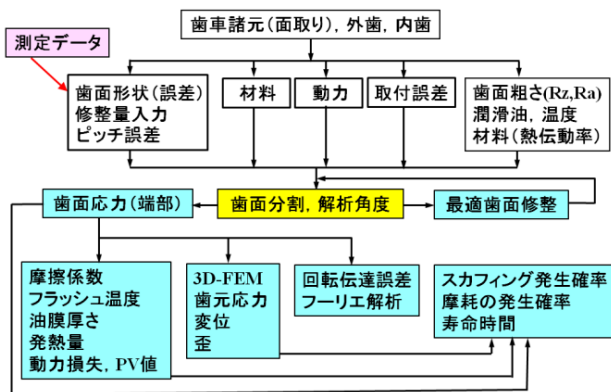 歯車諸元(面取り), 外歯, 内歯
測定データ
歯面形状(誤差)
修整量入力
ピッチ誤差
材料
動力
取付誤差
歯面粗さ(Rz,Ra)
潤滑油, 温度
材料(熱伝動率)
歯面応力(端部)
歯面分割, 解析角度
最適歯面修整
摩擦係数
フラッシュ温度
油膜厚さ
発熱量
動力損失, PV値
3D-FEM
歯元応力
変位
歪
回転伝達誤差
フーリエ解析
スカフィング発生確率
摩耗の発生確率
寿命時間